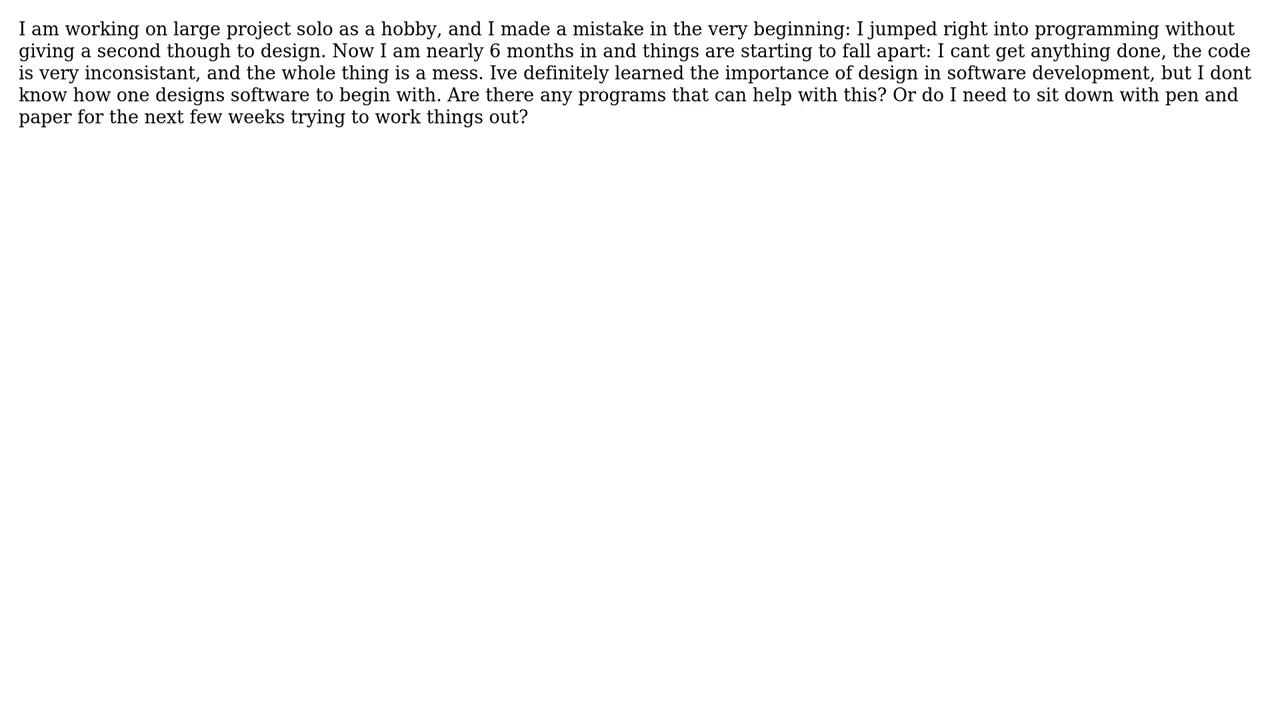 I am working on large project solo as a hobby, and I made a mistake in the very beginning: I jumped right into programming without
giving a second though to design. Now I am nearly 6 months in and things are starting to fall apart: I cant get anything done, the code
is very inconsistant, and the whole thing is a mess. Ive definitely learned the importance of design in software development, but I dont
know how one designs software to begin with. Are there any programs that can help with this? Or do I need to sit down with pen and
paper for the next few weeks trying to work things out?